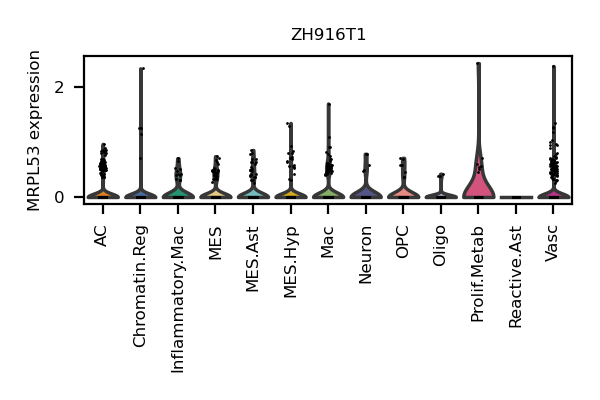 ZH916T1
MRPL53 expression
2
0
AC
Chromatin.Reg
Inflammatory.Mac
MES
MES.Ast
MES.Hyp
Mac
Neuron
OPC
Oligo
Prolif.Metab
Reactive.Ast
Vasc